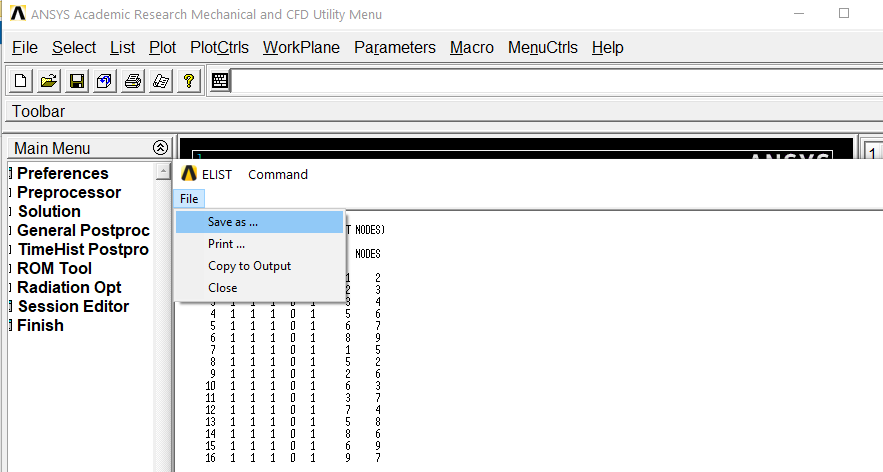 ANSYS Academic Research Mechanical and CFD Utility Menu
File Select List Plot PlotCtrls WorkPlane Parameters Macro MenuCtrls Help
Toolbar
Main Menu
1
1
ANSYS
Preferences
Preprocessor
Solution
General Postproc
TimeHist Postpro
ROM Tool
Radiation Opt
Session Editor
Finish
ELIST Command
File
Save as ...
Print ...
Copy to Output
Close
NODES)
NODES
1 2
2 3
3 1 1 1 0 1 3 4
4 1 1 1 0 1 5 6
5 1 1 1 0 1 6 7
6 1 1 1 0 1 8 9
7 1 1 1 0 1 1 5
8 1 1 1 0 1 5 2
9 1 1 1 0 1 2 6
10 1 1 1 0 1 6 3
11 1 1 1 0 1 3 7
12 1 1 1 0 1 7 4
13 1 1 1 0 1 5 8
14 1 1 1 0 1 8 6
15 1 1 1 0 1 6 9
16 1 1 1 0 1 9 7